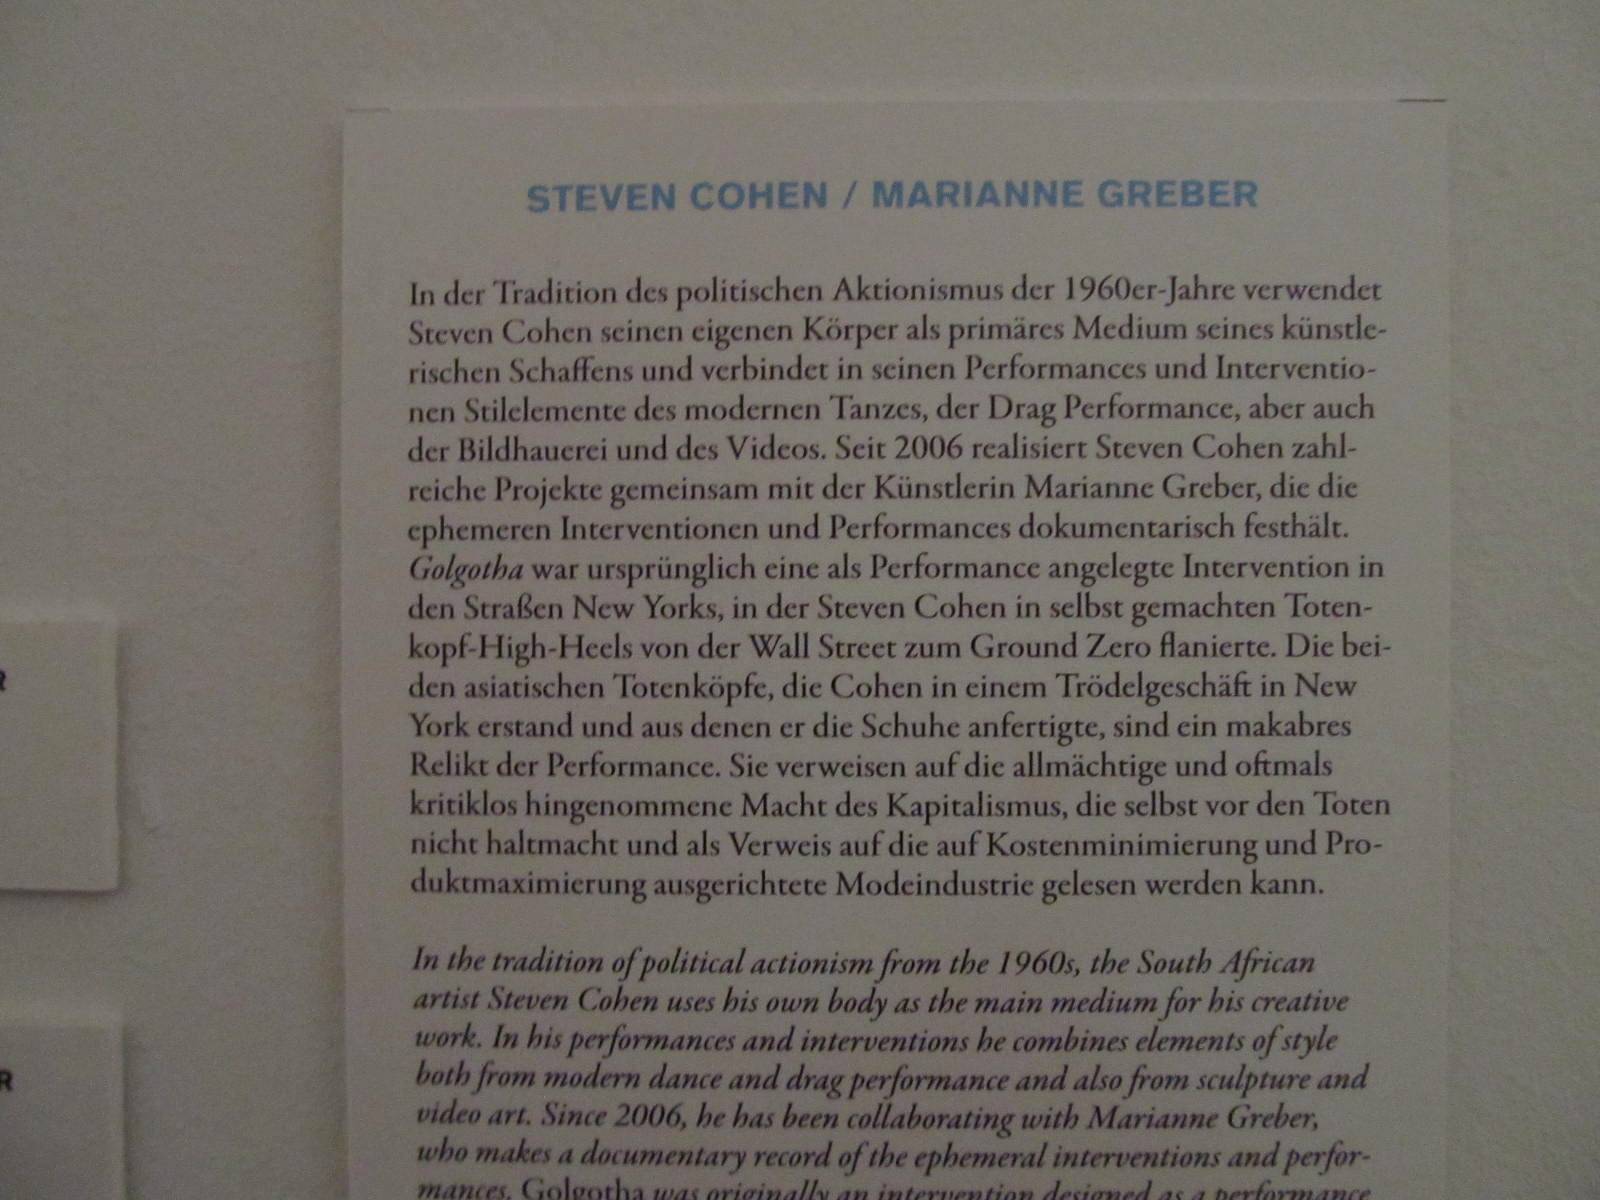 STEVEN COHEN / MARIANNE GREBER
In der Tradition des politischen Aktionismus der 1960er-Jahre verwendet
Steven Cohen seinen eigenen Körper als primäres Medium seines künstle-
rischen Schaffens und verbindet in seinen Performances und Interventio-
nen Stilelemente des modernen Tanzes, der Drag Performance, aber auch
der Bildhauerei und des Videos. Seit 2006 realisiert Steven Cohen zahl-
reiche Projekte gemeinsam mit der Künstlerin Marianne Greber, die die
ephemeren Interventionen und Performances dokumentarisch festhält.
Golgotha war ursprünglich eine als Performance angelegte Intervention in
den Straßen New Yorks, in der Steven Cohen in selbst gemachten Toten-
kopf-High-Heels von der Wall Street zum Ground Zero flanierte. Die bei-
den asiatischen Totenköpfe, die Cohen in einem Trödelgeschäft in New
York erstand und aus denen er die Schuhe anfertigte, sind ein makabres
Relikt der Performance. Sie verweisen auf die allmächtige und oftmals
kritiklos hingenommene Macht des Kapitalismus, die selbst vor den Toten
nicht haltmacht und als Verweis auf die auf Kostenminimierung und Pro-
duktmaximierung ausgerichtete Modeindustrie gelesen werden kann.
In the tradition of political actionism from the 1960s, the South African
artist Steven Cohen uses his own body as the main medium for his creative
work. In his performances and interventions he combines elements of style
both from modern dance and drag performance and also from sculpture and
video art. Since 2006, he has been collaborating with Marianne Greber,
who makes a documentary record of the ephemeral interventions and perfor-
mances. Golgotha was originally an intervention designed as a performance
R
R